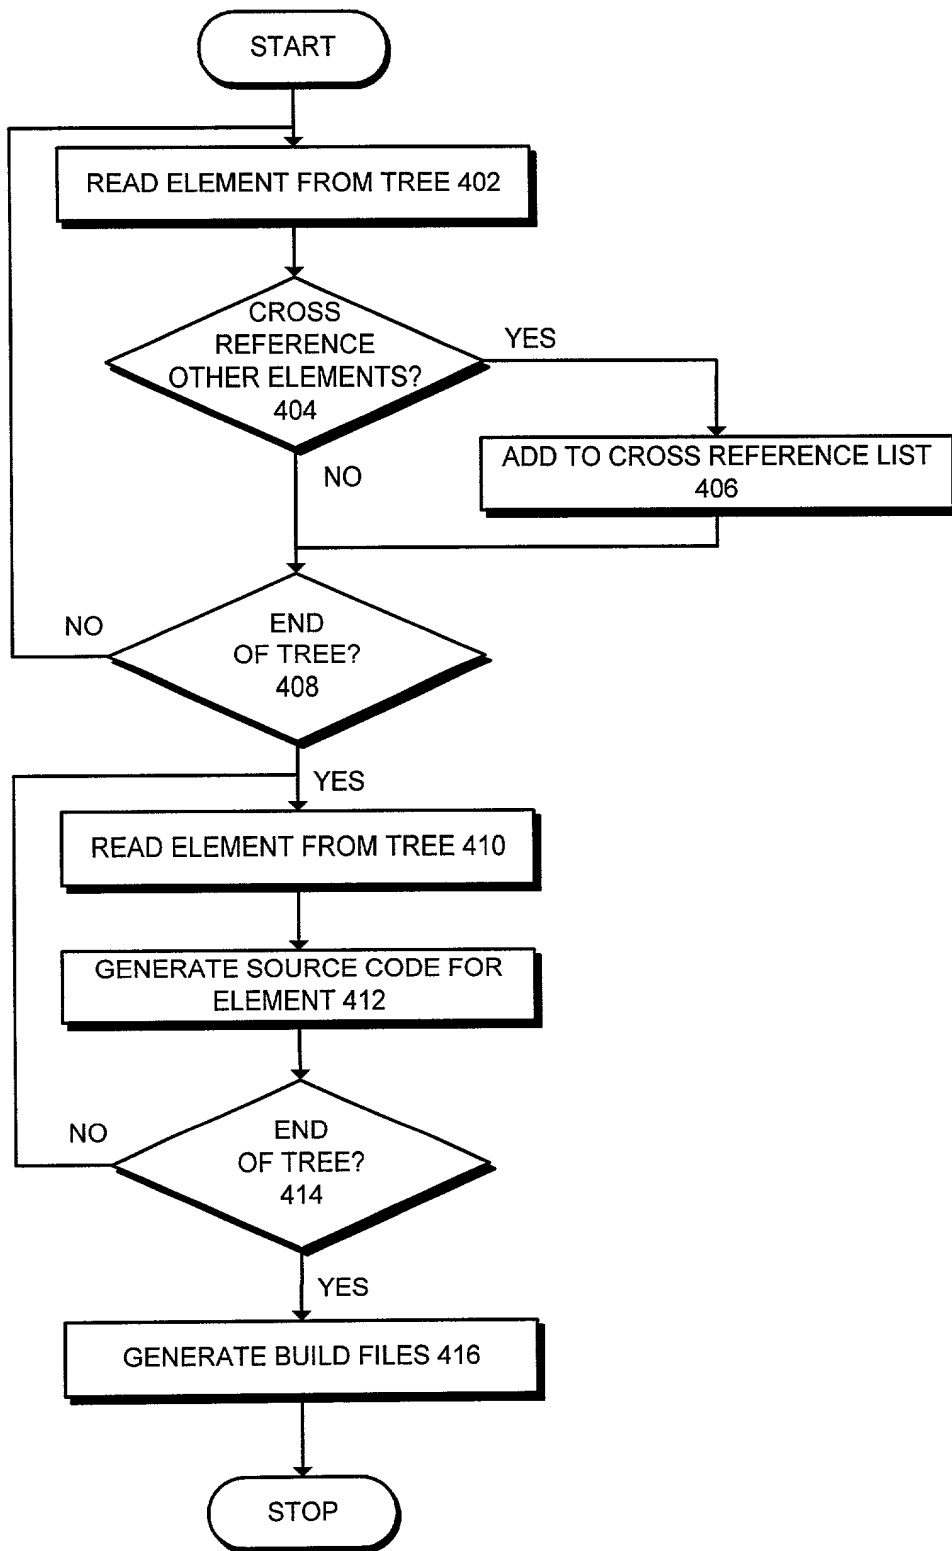 START
READ ELEMENT FROM TREE 402
CROSS
REFERENCE
OTHER ELEMENTS?
404
YES
ADD TO CROSS REFERENCE LIST
406
NO
END
OF TREE?
408
NO
YES
READ ELEMENT FROM TREE 410
GENERATE SOURCE CODE FOR
ELEMENT 412
END
OF TREE?
414
NO
YES
GENERATE BUILD FILES 416
STOP